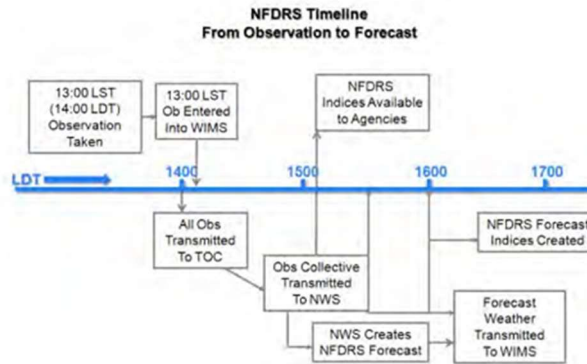 NFDRS Timeline
From Observation to Forecast
13:00 LST
(14:00 LDT)
Observation
Taken
13:00 LST
Ob Entered
Into WIMS
NFDRS
Indices Available
to Agencies
LDT
1400
1500
1600
1700
All Obs
Transmitted
To TOC
Obs Collective
Transmitted
To NWS
NWS Creates
NFDRS Forecast
NFDRS Forecast
Indices Created
Forecast
Weather
Transmitted
To WIMS